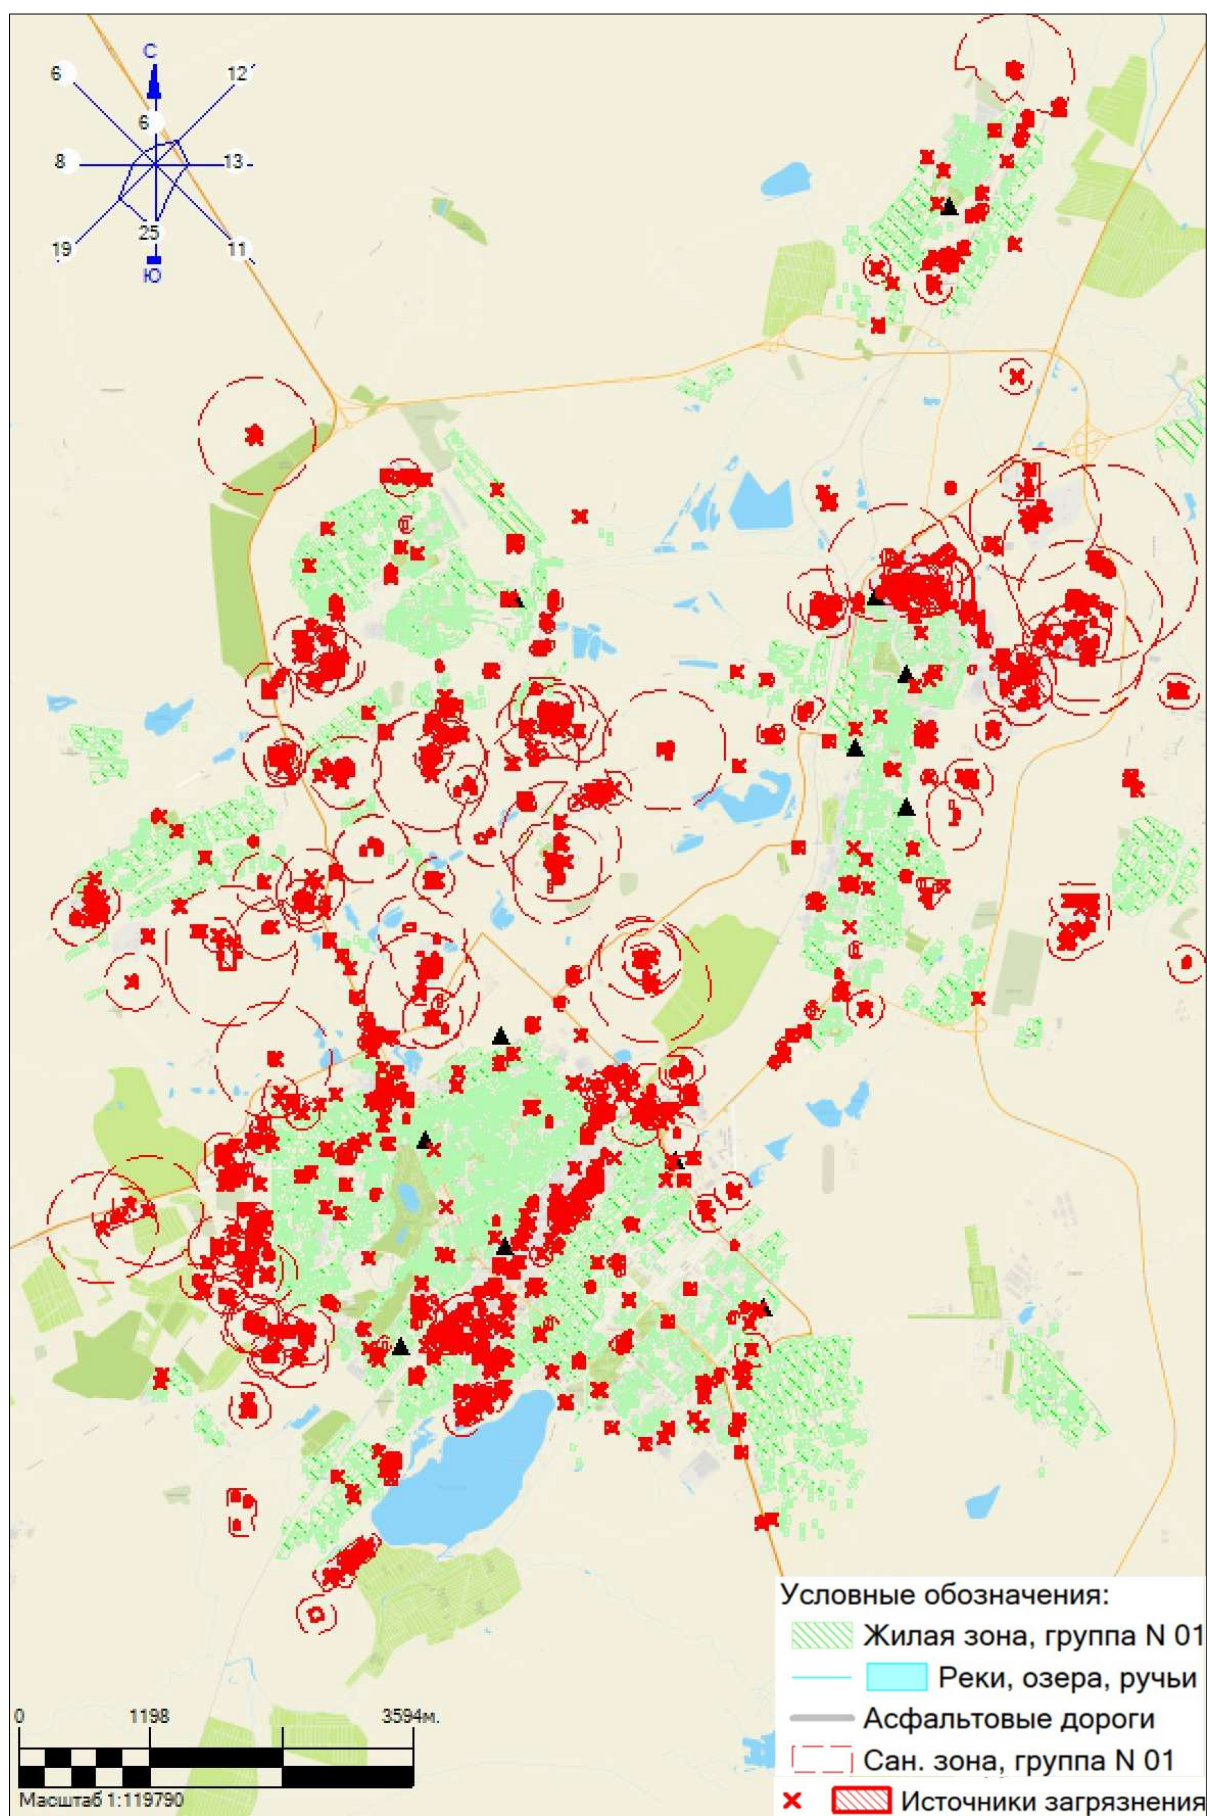 С
6
12
6
8
13
25
19
11
Ю
Условные обозначения:
Жилая зона, группа N 01
Реки, озера, ручьи
Асфальтовые дороги
Сан. зона, группа N 01
Источники загрязнения
0 1198 3594м.
Масштаб 1:119790